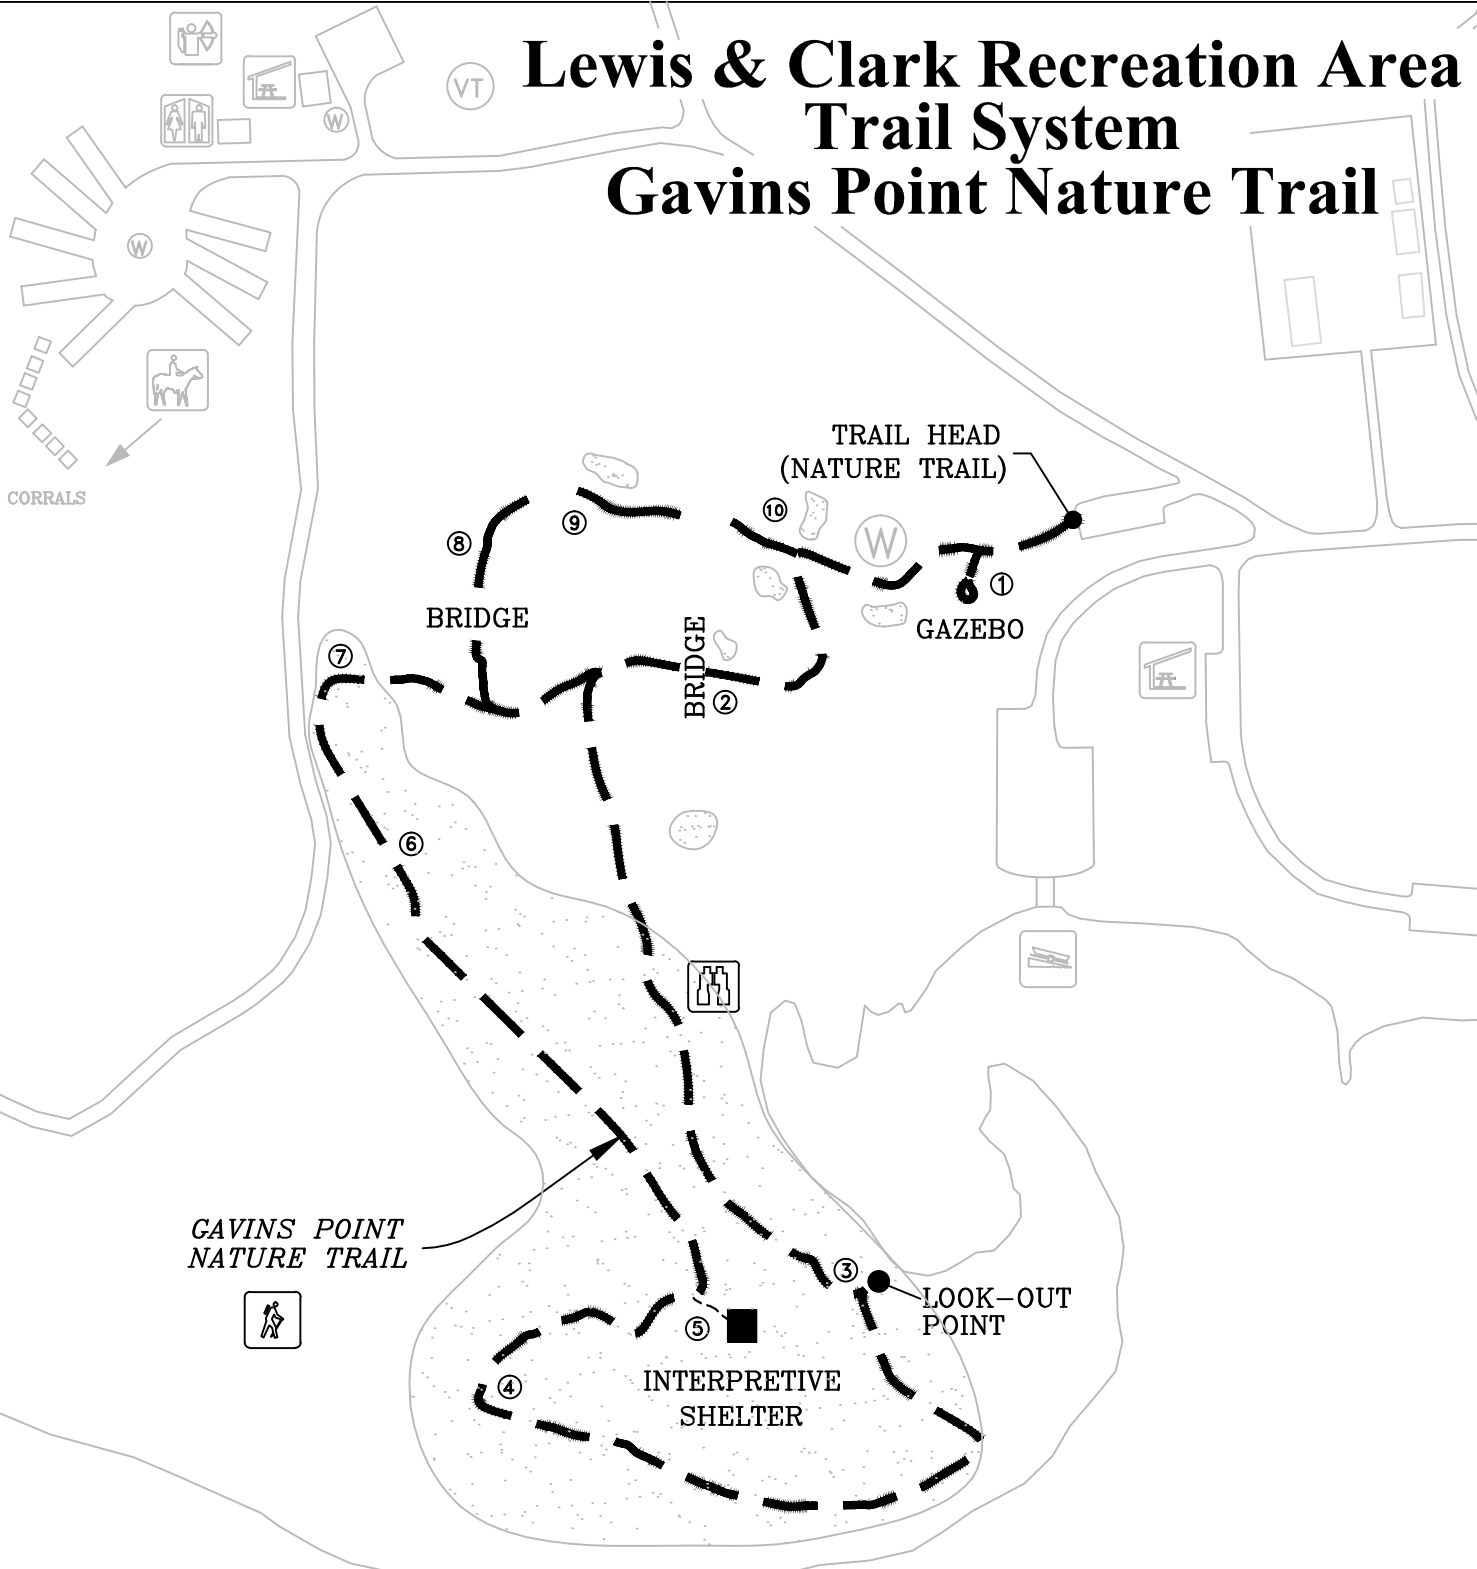 Lewis & Clark Recreation Area
Trail System
Gavins Point Nature Trail
VT
W
W
CORRALS
TRAIL HEAD
(NATURE TRAIL)
10
9
8
W
1
GAZEBO
BRIDGE
BRIDGE
2
7
6
GAVINS POINT
NATURE TRAIL
3
LOOK-OUT
POINT
5
INTERPRETIVE
SHELTER
4